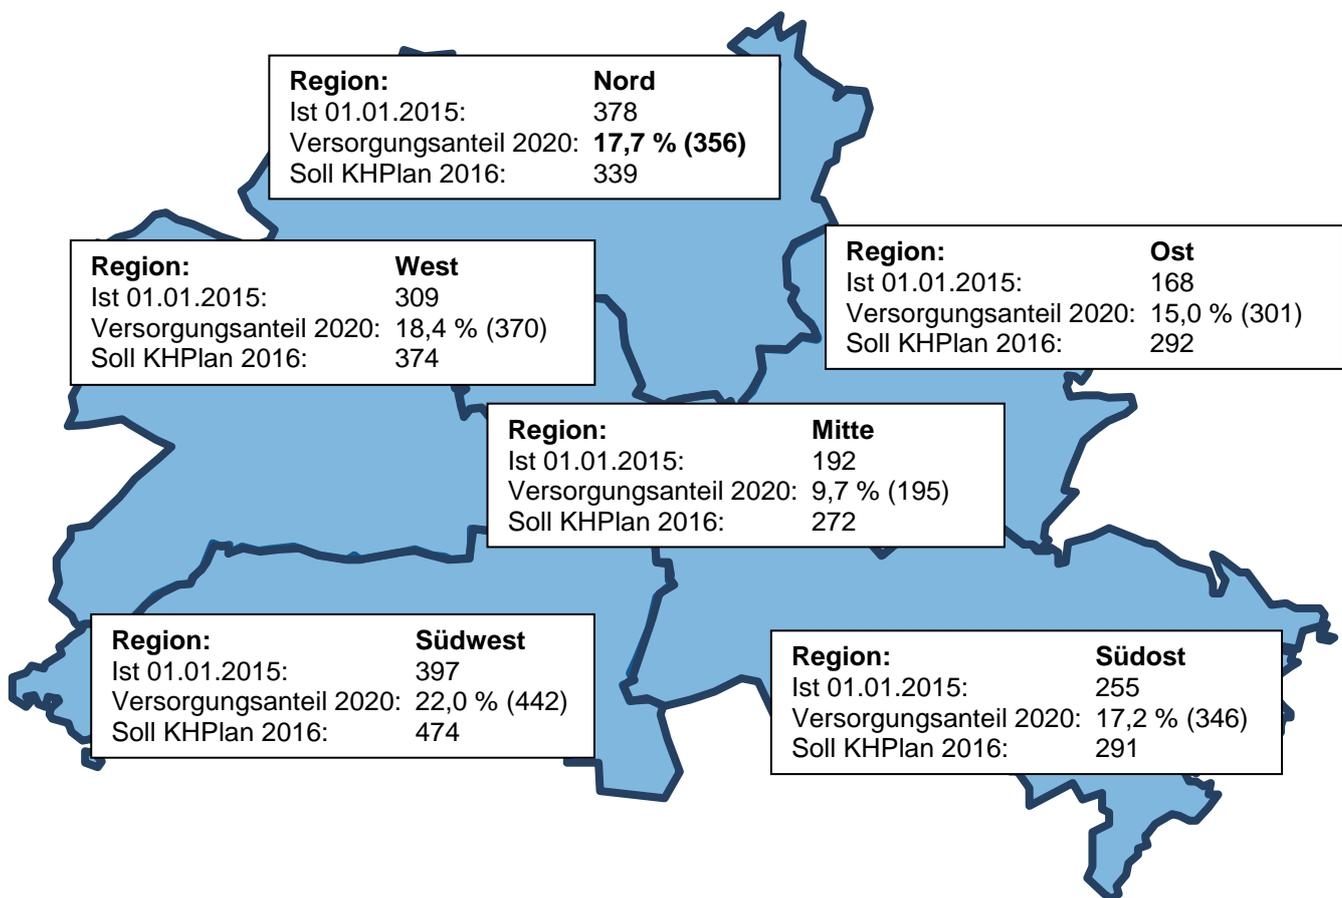 Region: Nord
Ist 01.01.2015: 378
Versorgungsanteil 2020: 17,7 % (356)
Soll KHPlan 2016: 339
Region: West
Ist 01.01.2015: 309
Versorgungsanteil 2020: 18,4 % (370)
Soll KHPlan 2016: 374
Region: Ost
Ist 01.01.2015: 168
Versorgungsanteil 2020: 15,0 % (301)
Soll KHPlan 2016: 292
Region: Mitte
Ist 01.01.2015: 192
Versorgungsanteil 2020: 9,7 % (195)
Soll KHPlan 2016: 272
Region: Südwest
Ist 01.01.2015: 397
Versorgungsanteil 2020: 22,0 % (442)
Soll KHPlan 2016: 474
Region: Südost
Ist 01.01.2015: 255
Versorgungsanteil 2020: 17,2 % (346)
Soll KHPlan 2016: 291